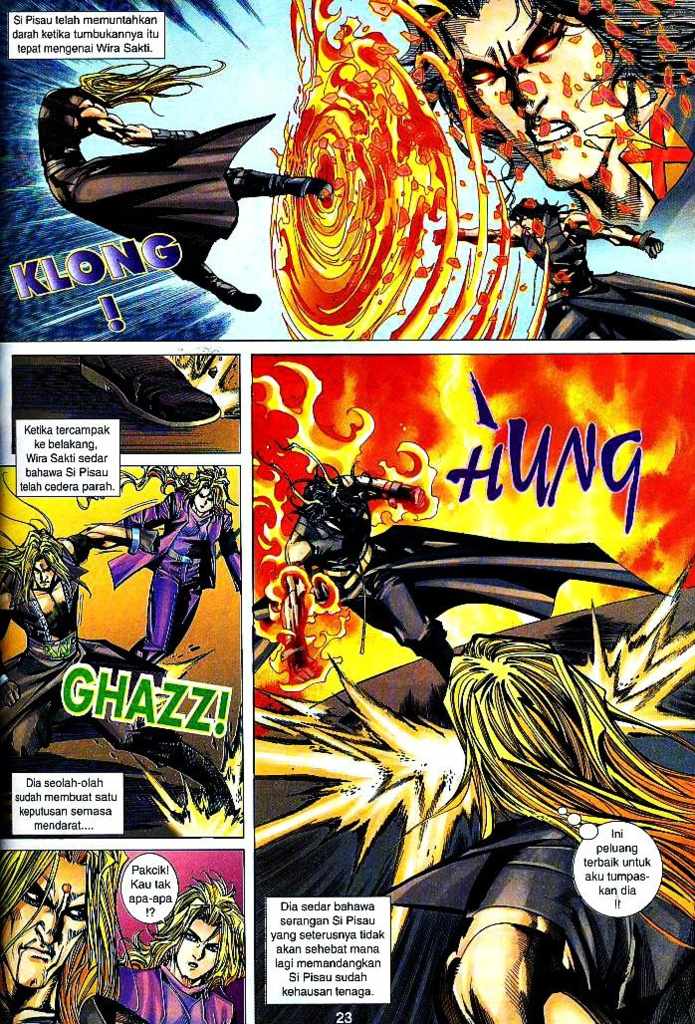 Si Pisau telah memuntahkan
darah ketika tumbukannya itu
tepat mengenai Wira Sakti.
KLONG
!
Ketika tercampak
ke belakang,
Wira Sakti sedar
bahawa Si Pisau
telah cedera parah.
GHAZZ!
Dia seolah-olah
sudah membuat satu
keputusan semasa
mendarat....
Pakcik!
Kau tak
apa-apa
!?
HUNG
Ini
peluang
terbaik untuk
aku tumpas-
kan dia
!!
Dia sedar bahawa
serangan Si Pisau
yang seterusnya tidak
akan sehebat mana
lagi memandangkan
Si Pisau sudah
kehausan tenaga.
23